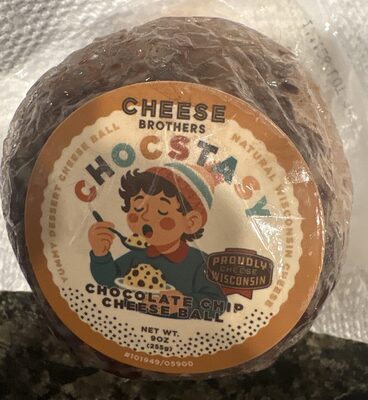 CHEESE
BROTHERS
YUMMY DESSERT CHEESE BALL
NATURAL WISCONSIN CHEESE
CHOCSTASY
PROUDLY
CHEESE
WISCONSIN
CHOCOLATE CHIP
CHEESE BALL
NET WT.
9OZ
(255g)
#101949/05900